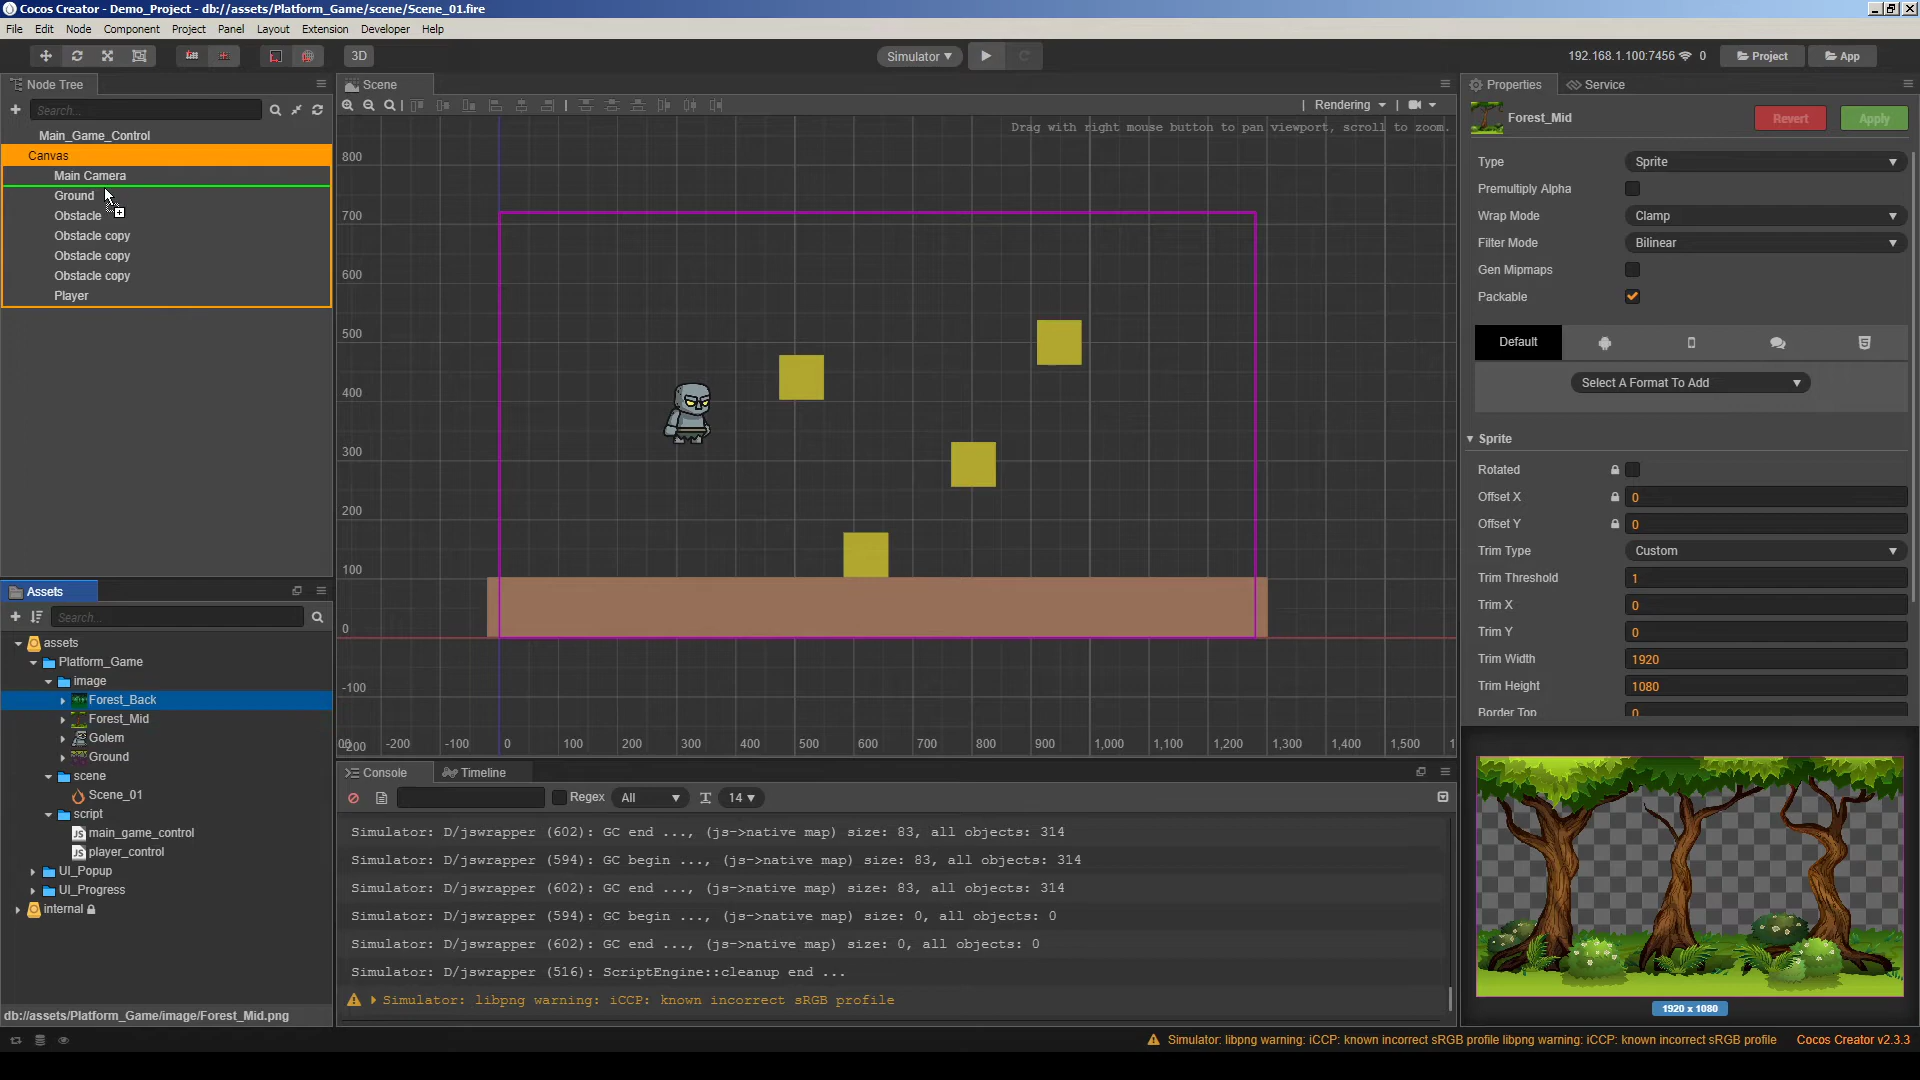 Cocos Creator - Demo_Project - db://assets/Platform_Game/scene/Scene_01.fire
File Edit Node Component Project Panel Layout Extension Developer Help
3D
Simulator
192.168.1.100:7456 0
Project
App
Node Tree
Search...
Main_Game_Control
Canvas
Main Camera
Ground
Obstacle
Obstacle copy
Obstacle copy
Obstacle copy
Player
Assets
Search...
assets
Platform_Game
image
Forest_Back
Forest_Mid
Golem
Ground
scene
Scene_01
script
main_game_control
player_control
UI_Popup
UI_Progress
internal
db://assets/Platform_Game/image/Forest_Mid.png
Scene
Rendering
Drag with right mouse button to pan viewport, scroll to zoom.
800
700
600
500
400
300
200
100
0
-100
-200
-200 -100 0 100 200 300 400 500 600 700 800 900 1,000 1,100 1,200 1,300 1,400 1,500
Console Timeline
Regex All 14
Simulator: D/jswrapper (602): GC end ..., (js->native map) size: 83, all objects: 314
Simulator: D/jswrapper (594): GC begin ..., (js->native map) size: 83, all objects: 314
Simulator: D/jswrapper (602): GC end ..., (js->native map) size: 83, all objects: 314
Simulator: D/jswrapper (594): GC begin ..., (js->native map) size: 0, all objects: 0
Simulator: D/jswrapper (602): GC end ..., (js->native map) size: 0, all objects: 0
Simulator: D/jswrapper (516): ScriptEngine::cleanup end ...
Simulator: libpng warning: iCCP: known incorrect sRGB profile
Properties Service
Forest_Mid
Revert
Apply
Type Sprite
Premultiply Alpha
Wrap Mode Clamp
Filter Mode Bilinear
Gen Mipmaps
Packable
Default
Select A Format To Add
Sprite
Rotated
Offset X 0
Offset Y 0
Trim Type Custom
Trim Threshold 1
Trim X 0
Trim Y 0
Trim Width 1920
Trim Height 1080
Border Top 0
1920 x 1080
Simulator: libpng warning: iCCP: known incorrect sRGB profile libpng warning: iCCP: known incorrect sRGB profile
Cocos Creator v2.3.3